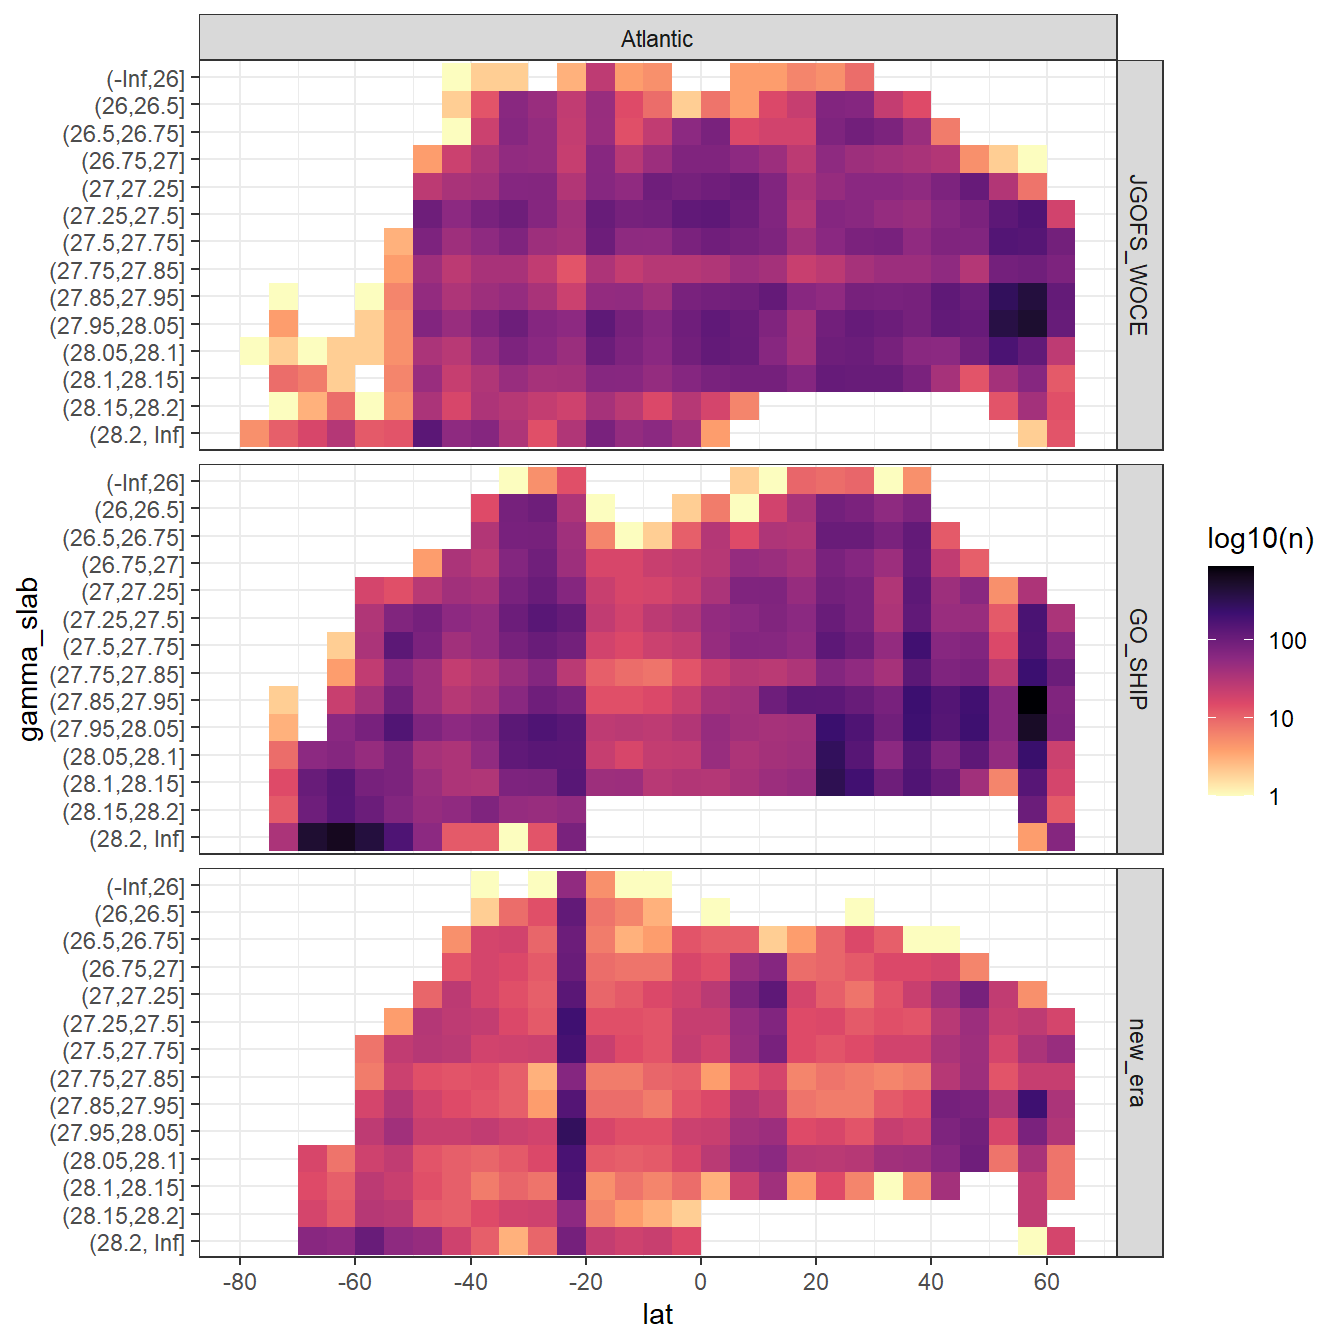 Atlantic
(-Inf,26]
(26,26.5]
(26.5,26.75]
(26.75,27]
(27,27.25]
(27.25,27.5]
(27.5,27.75]
(27.75,27.85]
(27.85,27.95]
(27.95,28.05]
(28.05,28.1]
(28.1,28.15]
(28.15,28.2]
(28.2, Inf]
JGOFS_WOCE
(-Inf,26]
(26,26.5]
(26.5,26.75]
(26.75,27]
(27,27.25]
(27.25,27.5]
(27.5,27.75]
(27.75,27.85]
(27.85,27.95]
(27.95,28.05]
(28.05,28.1]
(28.1,28.15]
(28.15,28.2]
(28.2, Inf]
GO_SHIP
gamma_slab
log10(n)
100
10
1
(-Inf,26]
(26,26.5]
(26.5,26.75]
(26.75,27]
(27,27.25]
(27.25,27.5]
(27.5,27.75]
(27.75,27.85]
(27.85,27.95]
(27.95,28.05]
(28.05,28.1]
(28.1,28.15]
(28.15,28.2]
(28.2, Inf]
new_era
-80 -60 -40 -20 0 20 40 60
lat